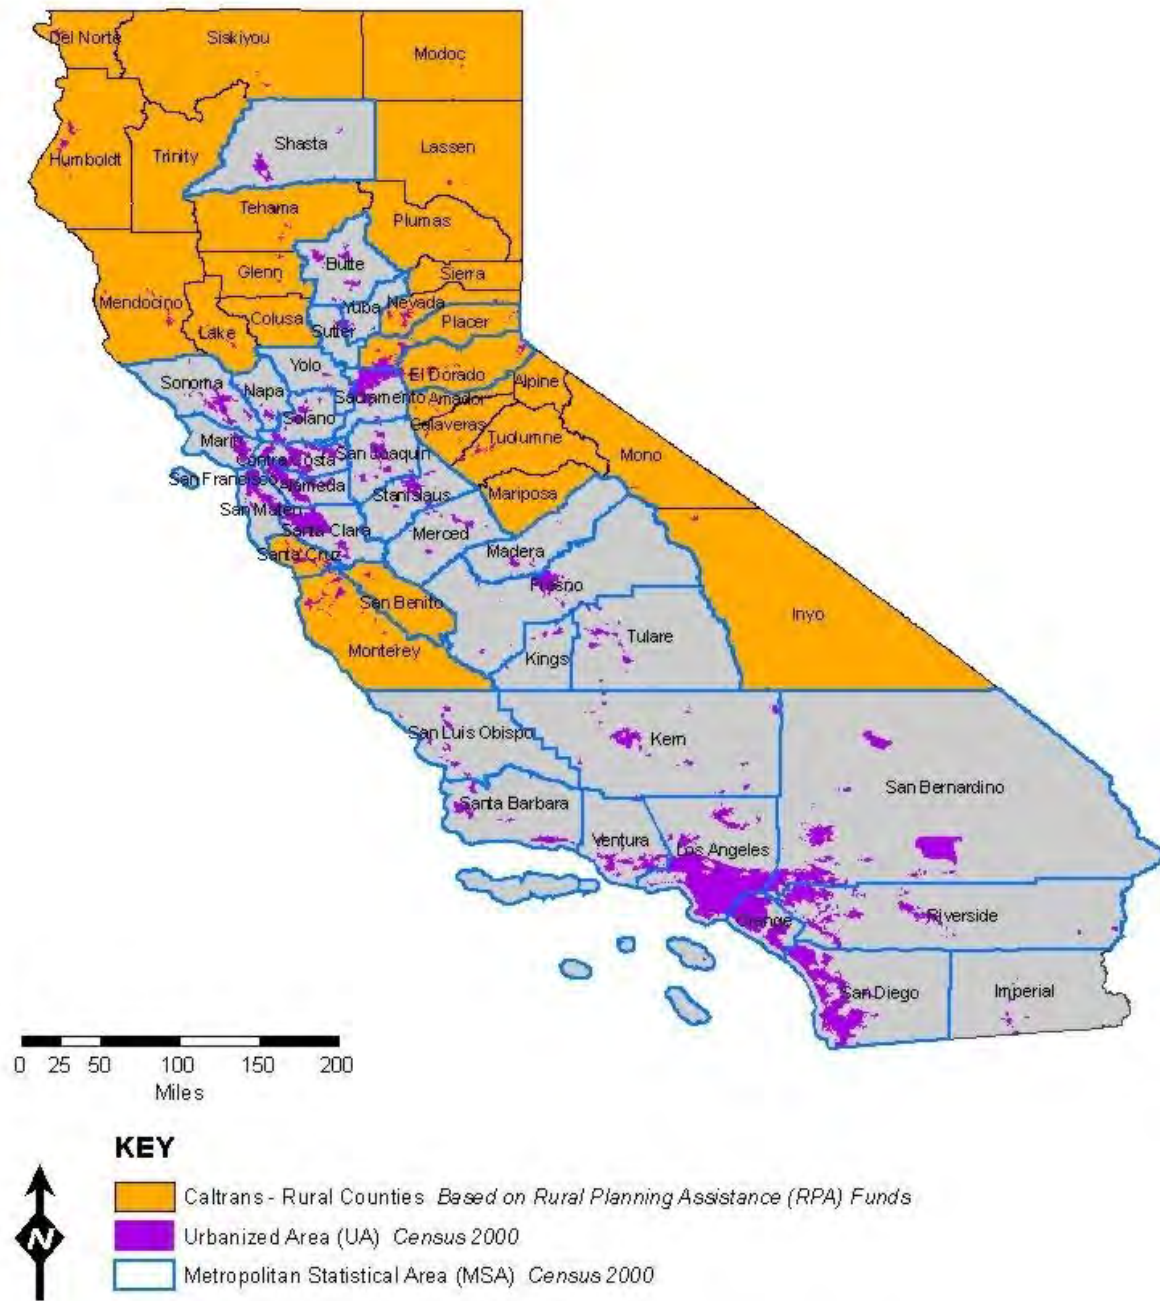 Del Norte
Siskiyou
Modoc
Humboldt
Trinity
Shasta
Lassen
Tehama
Plumas
Butte
Glenn
Sierra
Mendocino
Lake
Colusa
Yuba
Nevada
Sutter
Placer
Yolo
Sonoma
Napa
El Dorado
Alpine
Sacramento
Amador
Solano
Calaveras
Marin
Tuolumne
Contra Costa
San Joaquin
Mono
San Francisco
Alameda
Stanislaus
Mariposa
San Mateo
Santa Clara
Merced
Santa Cruz
Madera
Fresno
San Benito
Inyo
Monterey
Kings
Tulare
San Luis Obispo
Kern
San Bernardino
Santa Barbara
Ventura
Los Angeles
Orange
Riverside
San Diego
Imperial
0 25 50 100 150 200
Miles
KEY
N
Caltrans - Rural Counties Based on Rural Planning Assistance (RPA) Funds
Urbanized Area (UA) Census 2000
Metropolitan Statistical Area (MSA) Census 2000